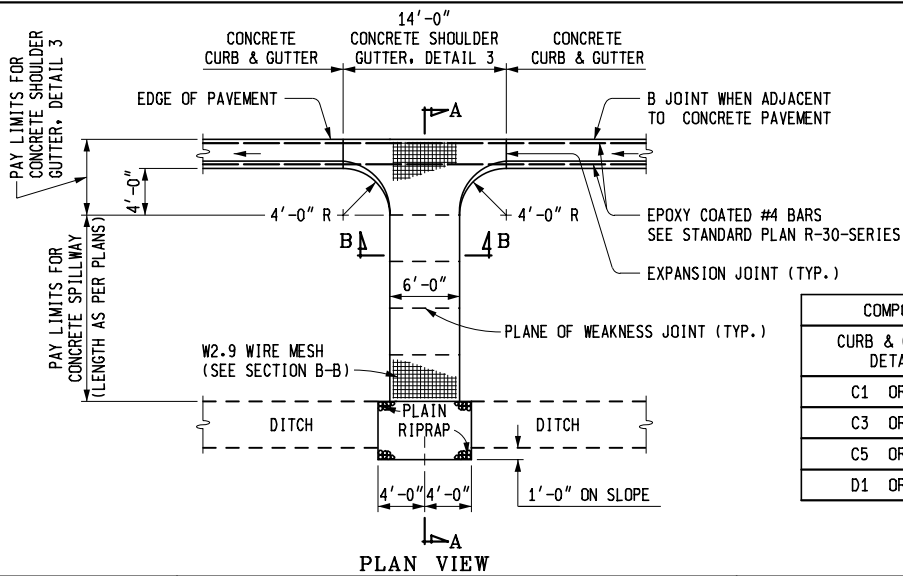 14'-0"
CONCRETE
CURB & GUTTER
CONCRETE SHOULDER
GUTTER, DETAIL 3
CONCRETE
CURB & GUTTER
PAY LIMITS FOR
CONCRETE SHOULDER
GUTTER, DETAIL 3
EDGE OF PAVEMENT
A
B JOINT WHEN ADJACENT
TO CONCRETE PAVEMENT
4'-0"
4'-0" R
4'-0" R
EPOXY COATED #4 BARS
SEE STANDARD PLAN R-30-SERIES
B
B
EXPANSION JOINT (TYP.)
PAY LIMITS FOR
CONCRETE SPILLWAY
(LENGTH AS PER PLANS)
6'-0"
PLANE OF WEAKNESS JOINT (TYP.)
W2.9 WIRE MESH
(SEE SECTION B-B)
DITCH
PLAIN
RIPRAP
DITCH
4'-0"
4'-0"
1'-0" ON SLOPE
A
PLAN VIEW
CURB &
C1 OR
C3 OR
C5 OR
D1 OR